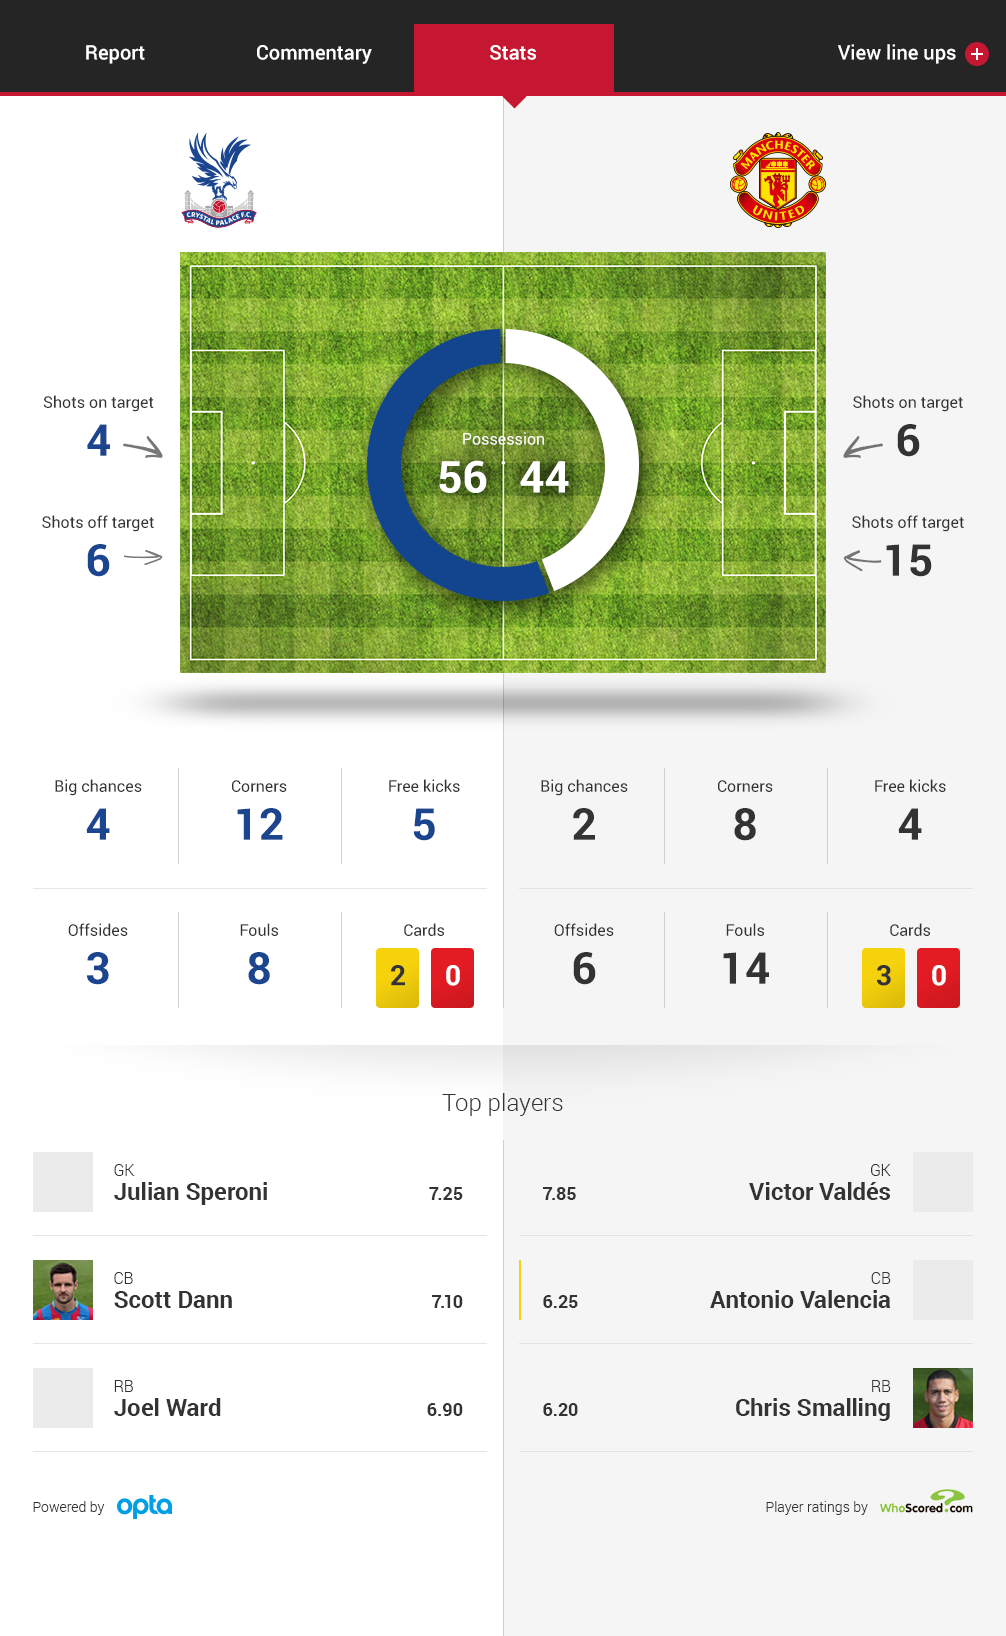 Report
Commentary
Stats
View line ups
CRYSTAL PALACE F.C.
MANCHESTER
UNITED
Shots on target
4
Shots off target
6
Possession
56 44
Shots on target
6
Shots off target
15
Big chances Corners Free kicks
4 12 5
Big chances Corners Free kicks
2 8 4
Offsides Fouls Cards
3 8 2 0
Offsides Fouls Cards
6 14 3 0
Top players
GK
Julian Speroni 7.25
7.85 GK
Victor Valdés
CB
Scott Dann 7.10
CB
6.25 Antonio Valencia
RB
Joel Ward 6.90
RB
6.20 Chris Smalling
Powered by opta
Player ratings by WhoScored.com